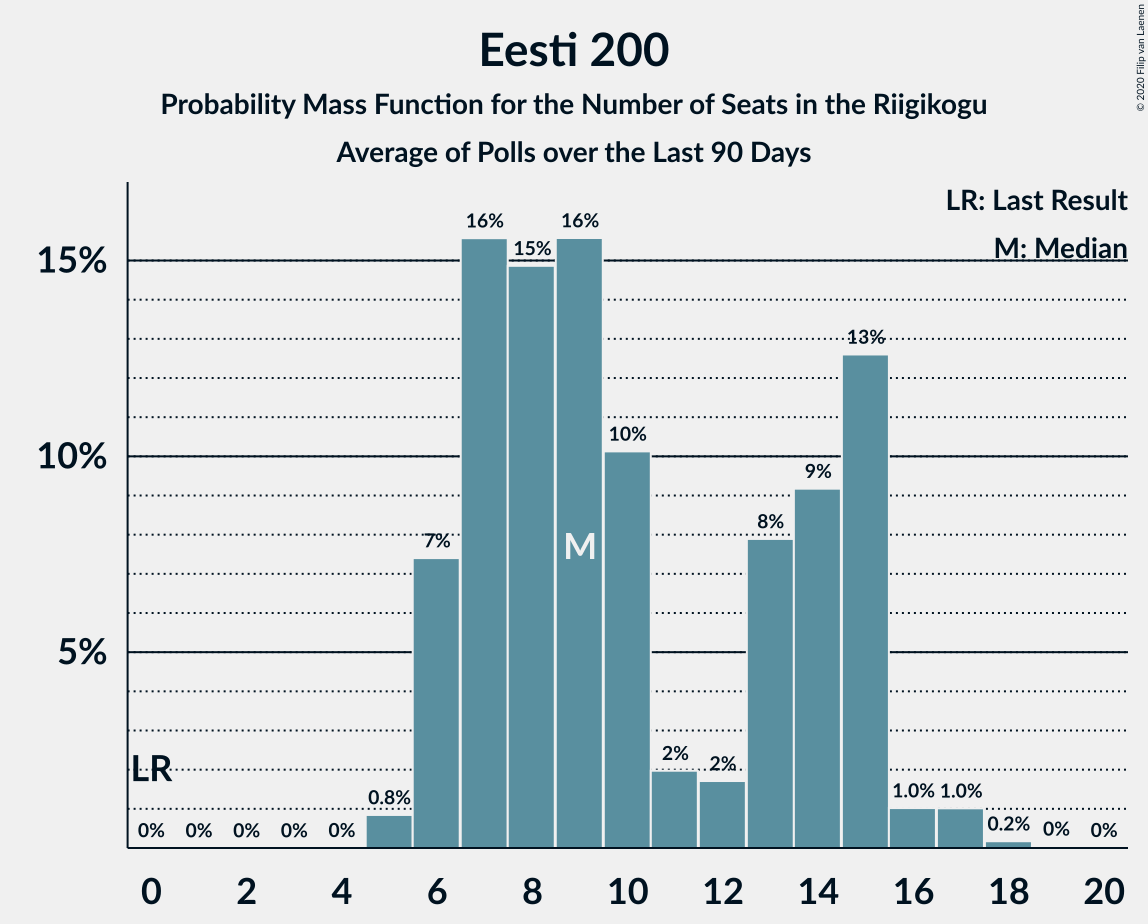 Eesti 200
Probability Mass Function for the Number of Seats in the Riigikogu
Average of Polls over the Last 90 Days
© 2020 Filip van Laenen
LR: Last Result
M: Median
15%
10%
5%
16%
15%
16%
13%
10%
9%
8%
7%
M
2%
2%
LR
0.8%
1.0%
1.0%
0.2%
0% 0% 0% 0% 0%
0% 0%
0 2 4 6 8 10 12 14 16 18 20